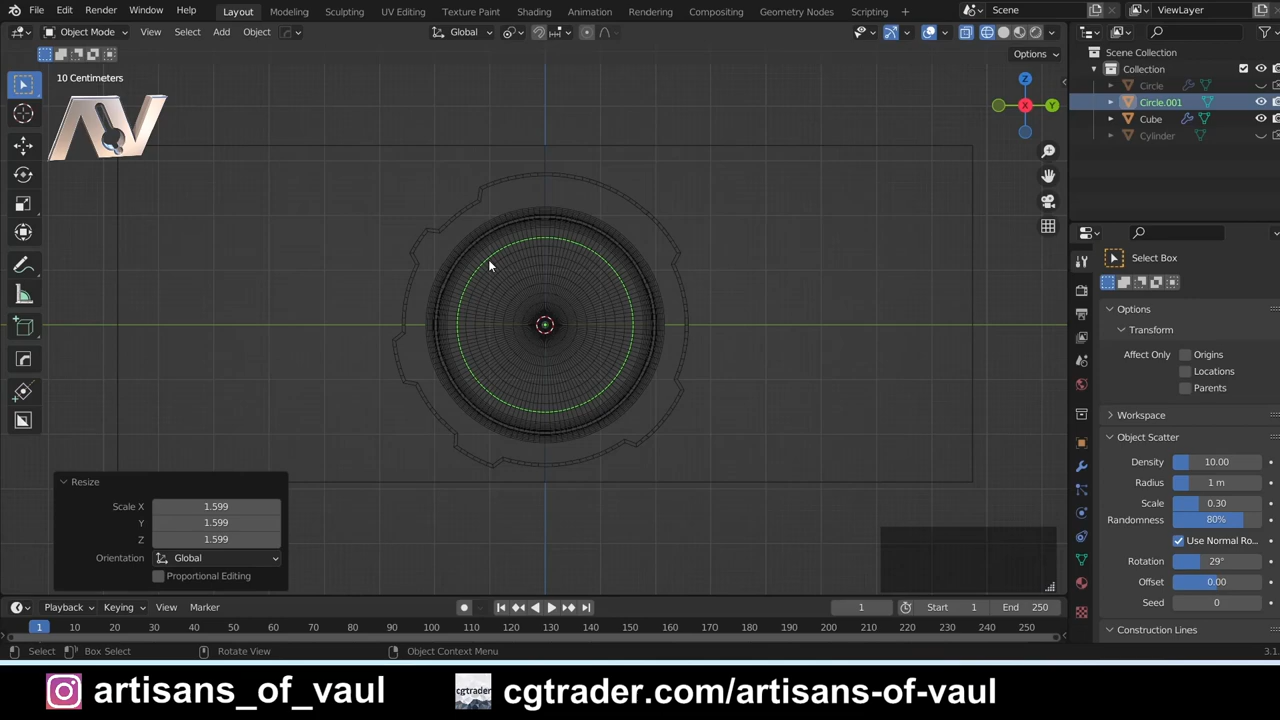 File Edit Render Window Help Layout Modeling Sculpting UV Editing Texture Paint Shading Animation Rendering Compositing Geometry Nodes Scripting Scene ViewLayer
Object Mode View Select Add Object Global
Options
10 Centimeters
AV
Z
X
Y
Scene Collection
Collection
Circle
Circle.001
Cube
Cylinder
Select Box
Options
Transform
Affect Only Origins
Locations
Parents
Workspace
Object Scatter
Density 10.00
Radius 1 m
Scale 0.30
Randomness 80%
Use Normal Ro...
Rotation 29°
Offset 0.00
Seed 0
Construction Lines
Resize
Scale X 1.599
Y 1.599
Z 1.599
Orientation Global
Proportional Editing
Playback Keying View Marker 1 Start 1 End 250
1 10 20 30 40 50 60 70 80 90 100 110 120 130 140 150 160 170 180 190 200 210 220 230 240 250
Select Box Select Rotate View Object Context Menu 3.1.
artisans_of_vaul cgtrader cgtrader.com/artisans-of-vaul